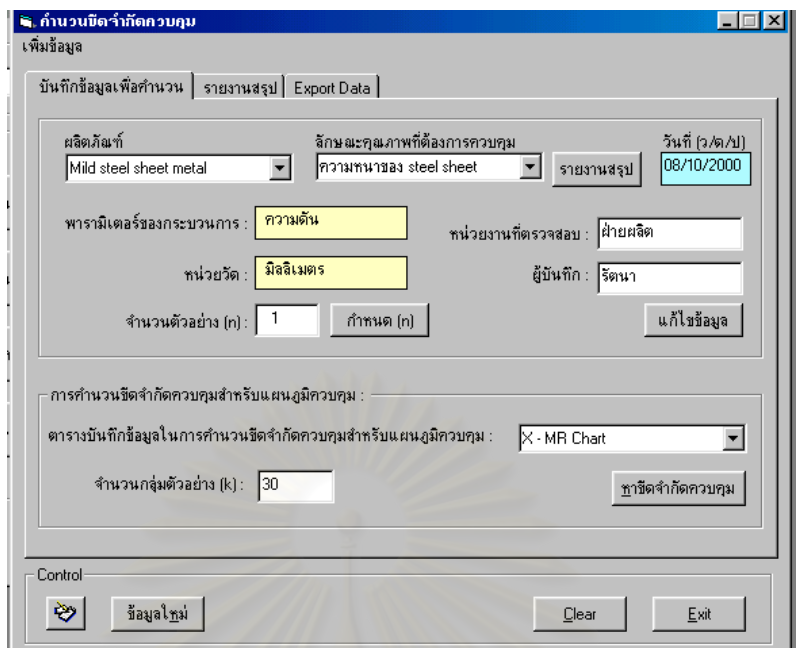 คำนวนขีดจำกัดควบคุม
เพิ่มข้อมูล
บันทึกข้อมูลเพื่อคำนวน รายงานสรุป Export Data
ผลิตภัณฑ์ ลักษณะคุณภาพที่ต้องการควบคุม วันที่ (ว/ด/ป)
Mild steel sheet metal ความหนาของ steel sheet รายงานสรุป 08/10/2000
พารามิเตอร์ของกระบวนการ : ความดัน หน่วยงานที่ตรวจสอบ : ฝ่ายผลิต
หน่วยวัด : มิลลิเมตร ผู้บันทึก : รัตนา
จำนวนตัวอย่าง (n) : 1 กำหนด (n) แก้ไขข้อมูล
การคำนวนขีดจำกัดควบคุมสำหรับแผนภูมิควบคุม :
ตารางบันทึกข้อมูลในการคำนวนขีดจำกัดควบคุมสำหรับแผนภูมิควบคุม : X - MR Chart
จำนวนกลุ่มตัวอย่าง (k) : 30 หาขีดจำกัดควบคุม
Control
ข้อมูลใหม่ Clear Exit